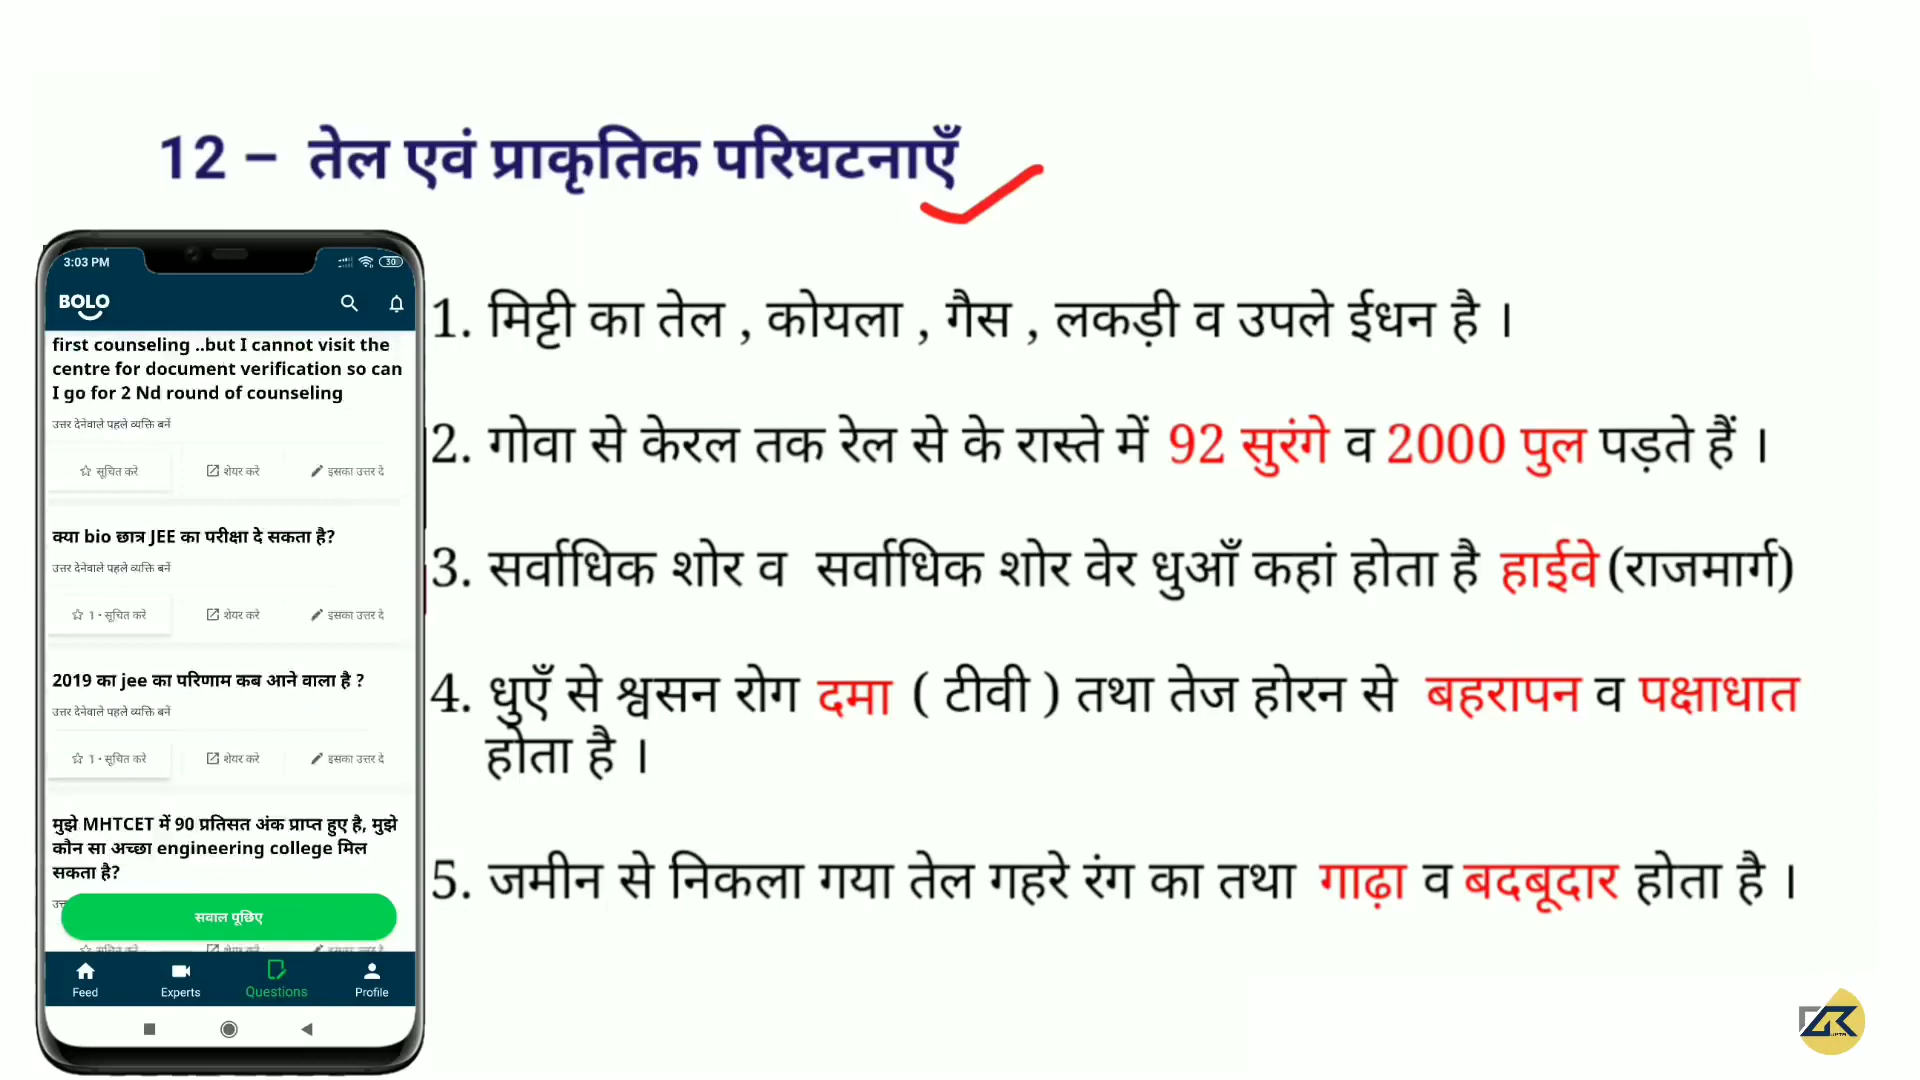 12 – तेल एवं प्राकृतिक परिघटनाएँ
3:03 PM
30
BOLO
first counseling ..but I cannot visit the
centre for document verification so can
I go for 2 Nd round of counseling
उत्तर देनेवाले पहले व्यक्ति बनें
सूचित करे शेयर करे इसका उत्तर दे
क्या bio छात्र JEE का परीक्षा दे सकता है?
उत्तर देनेवाले पहले व्यक्ति बनें
1 - सूचित करे शेयर करे इसका उत्तर दे
2019 का jee का परिणाम कब आने वाला है ?
उत्तर देनेवाले पहले व्यक्ति बनें
1 - सूचित करे शेयर करे इसका उत्तर दे
मुझे MHTCET में 90 प्रतिसत अंक प्राप्त हुए है, मुझे
कौन सा अच्छा engineering college मिल
सकता है?
सवाल पूछिए
Feed Experts Questions Profile
1. मिट्टी का तेल , कोयला , गैस , लकड़ी व उपले ईधन है ।
2. गोवा से केरल तक रेल से के रास्ते में 92 सुरंगे व 2000 पुल पड़ते हैं ।
3. सर्वाधिक शोर व सर्वाधिक शोर वेर धुआँ कहां होता है हाईवे (राजमार्ग)
4. धुएँ से श्वसन रोग दमा ( टीवी ) तथा तेज होरन से बहरापन व पक्षाधात
होता है ।
5. जमीन से निकला गया तेल गहरे रंग का तथा गाढ़ा व बदबूदार होता है ।